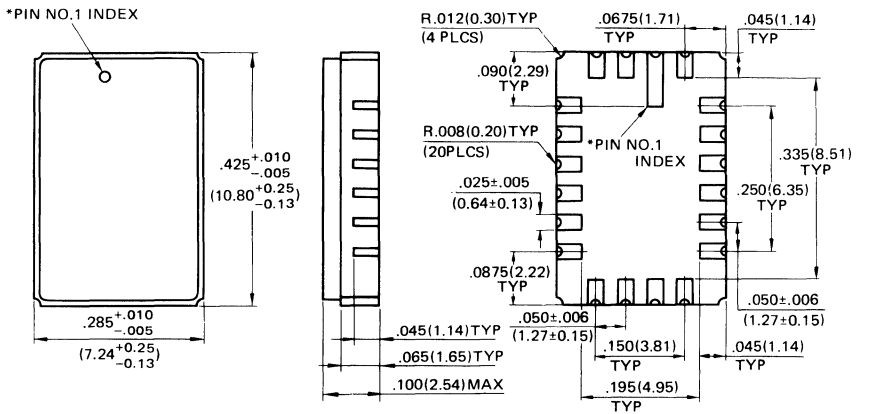 *PIN NO.1 INDEX
.425+.010
−.005
(10.80+0.25
−0.13)
.285+.010
−.005
(7.24+0.25
−0.13)
.045(1.14)TYP
.065(1.65)TYP
.100(2.54)MAX
R.012(0.30)TYP
(4 PLCS)
.0675(1.71)
TYP
.045(1.14)
TYP
.090(2.29)
TYP
R.008(0.20)TYP
(20PLCS)
*PIN NO.1
INDEX
.335(8.51)
TYP
.250(6.35)
TYP
.025±.005
(0.64±0.13)
.0875(2.22)
TYP
.050±.006
(1.27±0.15)
.050±.006
(1.27±0.15)
.150(3.81)
TYP
.045(1.14)
TYP
.195(4.95)
TYP